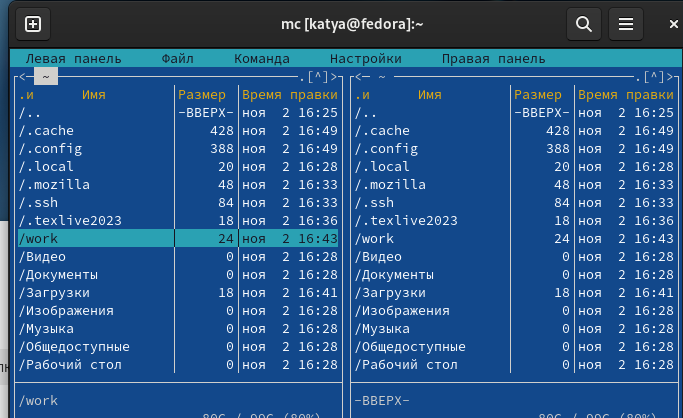 mc [katya@fedora]:~
Левая панель Файл Команда Настройки Правая панель
<─ ~ .[^]> <─ ~ .[^]>
.и Имя Размер Время правки .и Имя Размер Время правки
/.. -ВВЕРХ- ноя 2 16:25 /.. -ВВЕРХ- ноя 2 16:25
/.cache 428 ноя 2 16:49 /.cache 428 ноя 2 16:49
/.config 388 ноя 2 16:49 /.config 388 ноя 2 16:49
/.local 20 ноя 2 16:28 /.local 20 ноя 2 16:28
/.mozilla 48 ноя 2 16:33 /.mozilla 48 ноя 2 16:33
/.ssh 84 ноя 2 16:33 /.ssh 84 ноя 2 16:33
/.texlive2023 18 ноя 2 16:36 /.texlive2023 18 ноя 2 16:36
/work 24 ноя 2 16:43 /work 24 ноя 2 16:43
/Видео 0 ноя 2 16:28 /Видео 0 ноя 2 16:28
/Документы 0 ноя 2 16:28 /Документы 0 ноя 2 16:28
/Загрузки 18 ноя 2 16:41 /Загрузки 18 ноя 2 16:41
/Изображения 0 ноя 2 16:28 /Изображения 0 ноя 2 16:28
/Музыка 0 ноя 2 16:28 /Музыка 0 ноя 2 16:28
/Общедоступные 0 ноя 2 16:28 /Общедоступные 0 ноя 2 16:28
/Рабочий стол 0 ноя 2 16:28 /Рабочий стол 0 ноя 2 16:28
/work -ВВЕРХ-